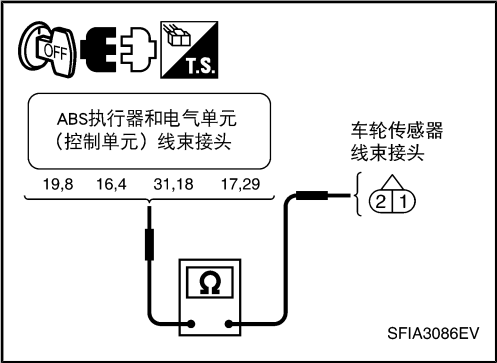 OFF
T.S.
ABS执行器和电气单元
（控制单元）线束接头
19,8 16,4 31,18 17,29
车轮传感器
线束接头
2 1
Ω
SFIA3086EV